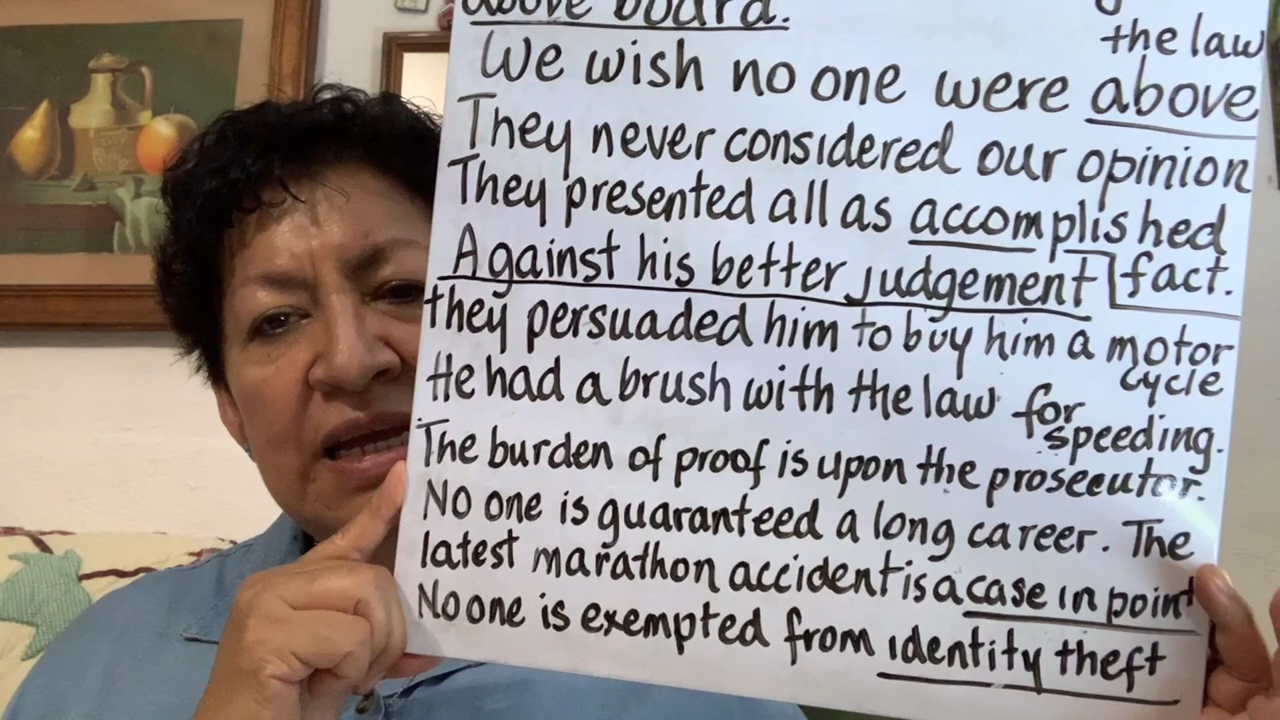 above board.
the law
We wish no one were above
They never considered our opinion
They presented all as accomplished
fact.
Against his better judgement
they persuaded him to buy him a motor
cycle
He had a brush with the law for
speeding.
The burden of proof is upon the prosecutor.
No one is guaranteed a long career. The
latest marathon accident is a case in point
No one is exempted from identity theft